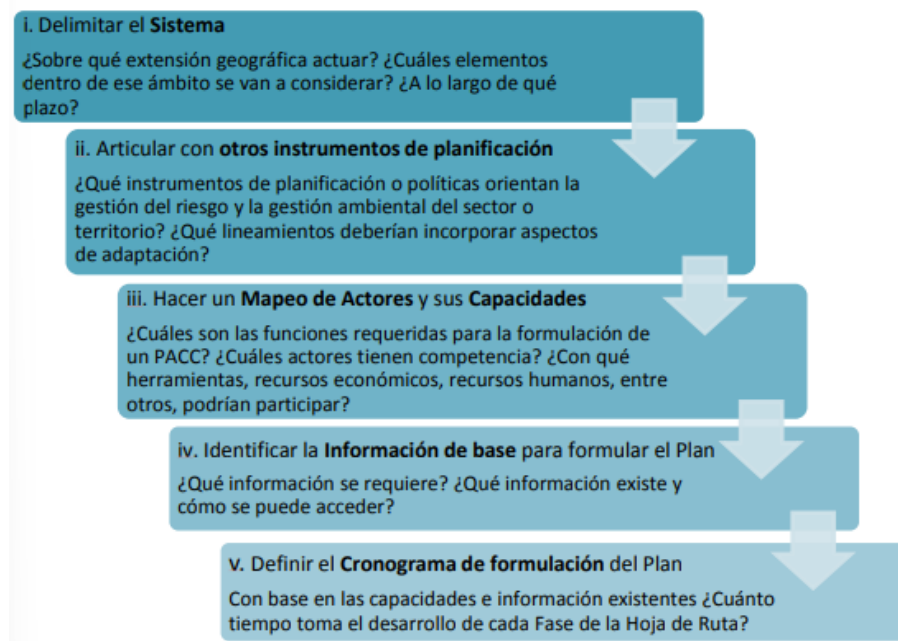 i. Delimitar el Sistema
¿Sobre qué extensión geográfica actuar? ¿Cuáles elementos
dentro de ese ámbito se van a considerar? ¿A lo largo de qué
plazo?
ii. Articular con otros instrumentos de planificación
¿Qué instrumentos de planificación o políticas orientan la
gestión del riesgo y la gestión ambiental del sector o
territorio? ¿Qué lineamientos deberían incorporar aspectos
de adaptación?
iii. Hacer un Mapeo de Actores y sus Capacidades
¿Cuáles son las funciones requeridas para la formulación de
un PACC? ¿Cuáles actores tienen competencia? ¿Con qué
herramientas, recursos económicos, recursos humanos, entre
otros, podrían participar?
iv. Identificar la Información de base para formular el Plan
¿Qué información se requiere? ¿Qué información existe y
cómo se puede acceder?
v. Definir el Cronograma de formulación del Plan
Con base en las capacidades e información existentes ¿Cuánto
tiempo toma el desarrollo de cada Fase de la Hoja de Ruta?